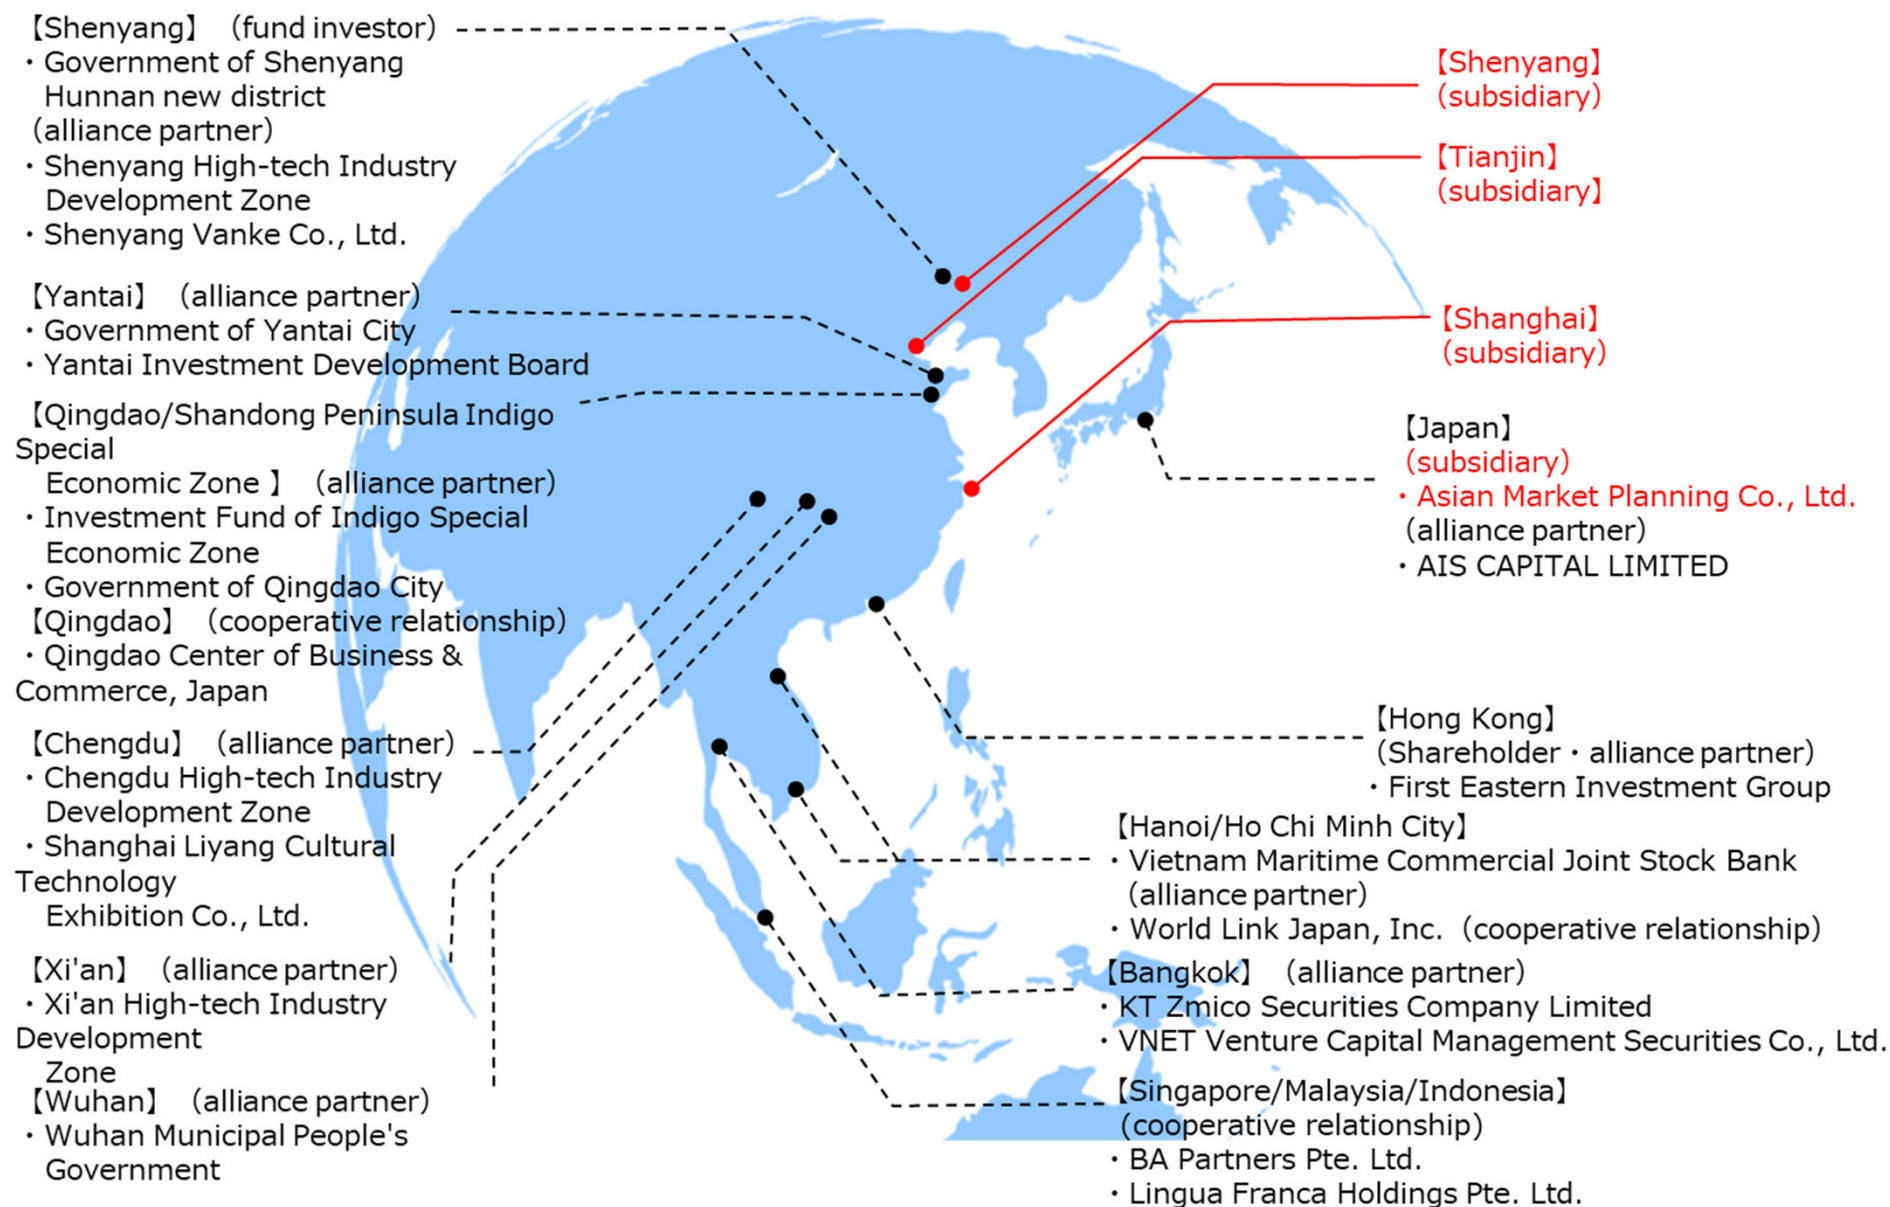 【Shenyang】（fund investor）
・Government of Shenyang
Hunnan new district
（alliance partner）
・Shenyang High-tech Industry
Development Zone
・Shenyang Vanke Co., Ltd.
【Yantai】（alliance partner）
・Government of Yantai City
・Yantai Investment Development Board
【Qingdao/Shandong Peninsula Indigo
Special
Economic Zone 】（alliance partner）
・Investment Fund of Indigo Special
Economic Zone
・Government of Qingdao City
【Qingdao】（cooperative relationship）
・Qingdao Center of Business &
Commerce, Japan
【Chengdu】（alliance partner）
・Chengdu High-tech Industry
Development Zone
・Shanghai Liyang Cultural
Technology
Exhibition Co., Ltd.
【Xi'an】（alliance partner）
・Xi'an High-tech Industry
Development
Zone
【Wuhan】（alliance partner）
・Wuhan Municipal People's
Government
【Shenyang】
（subsidiary）
【Tianjin】
（subsidiary】
【Shanghai】
（subsidiary）
【Japan】
（subsidiary）
・Asian Market Planning Co., Ltd.
（alliance partner）
・AIS CAPITAL LIMITED
【Hong Kong】
（Shareholder・alliance partner）
・First Eastern Investment Group
【Hanoi/Ho Chi Minh City】
・Vietnam Maritime Commercial Joint Stock Bank
（alliance partner）
・World Link Japan, Inc.（cooperative relationship）
【Bangkok】（alliance partner）
・KT Zmico Securities Company Limited
・VNET Venture Capital Management Securities Co., Ltd.
【Singapore/Malaysia/Indonesia】
（cooperative relationship）
・BA Partners Pte. Ltd.
・Lingua Franca Holdings Pte. Ltd.